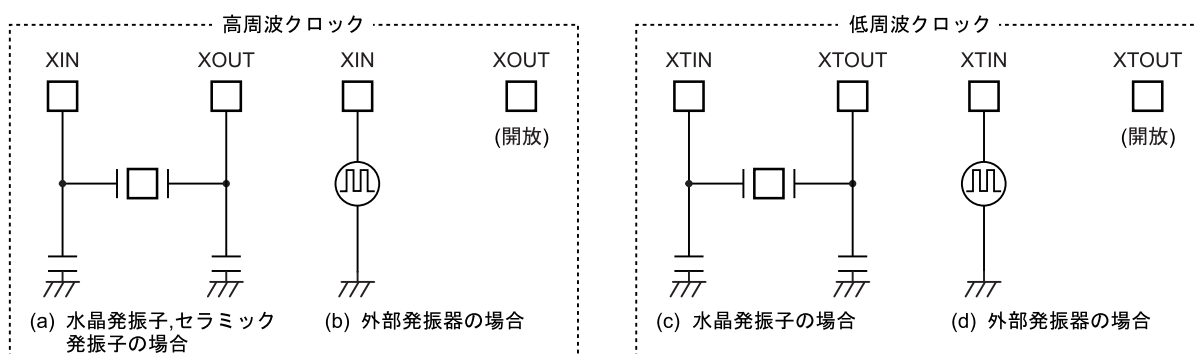 高周波クロック
XIN
XOUT
XIN
XOUT
(開放)
(a) 水晶発振子,セラミック
発振子の場合
(b) 外部発振器の場合
低周波クロック
XTIN
XTOUT
XTIN
XTOUT
(開放)
(c) 水晶発振子の場合
(d) 外部発振器の場合